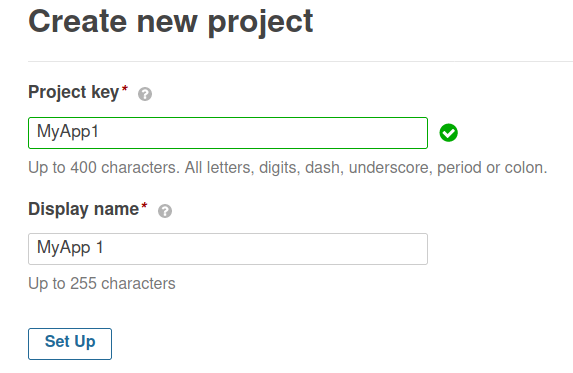 Create new project
Project key*
MyApp1
Up to 400 characters. All letters, digits, dash, underscore, period or colon.
Display name*
MyApp 1
Up to 255 characters
Set Up